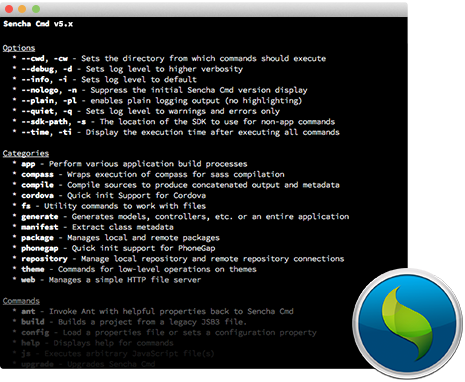 Sencha Cmd v5.x
Options
* --cwd, -cw - Sets the directory from which commands should execute
* --debug, -d - Sets log level to higher verbosity
* --info, -i - Sets log level to default
* --nologo, -n - Suppress the initial Sencha Cmd version display
* --plain, -pl - enables plain logging output (no highlighting)
* --quiet, -q - Sets log level to warnings and errors only
* --sdk-path, -s - The location of the SDK to use for non-app commands
* --time, -ti - Display the execution time after executing all commands
Categories
* app - Perform various application build processes
* compass - Wraps execution of compass for sass compilation
* compile - Compile sources to produce concatenated output and metadata
* cordova - Quick init Support for Cordova
* fs - Utility commands to work with files
* generate - Generates models, controllers, etc. or an entire application
* manifest - Extract class metadata
* package - Manages local and remote packages
* phonegap - Quick init support for PhoneGap
* repository - Manage local repository and remote repository connections
* theme - Commands for low-level operations on themes
* web - Manages a simple HTTP file server
Commands
* ant - Invoke Ant with helpful properties back to Sencha Cmd
* build - Builds a project from a legacy JSB3 file.
* config - Load a properties file or sets a configuration property
* help - Displays help for commands
* js - Executes arbitrary JavaScript file(s)
* upgrade - Upgrades Sencha Cmd